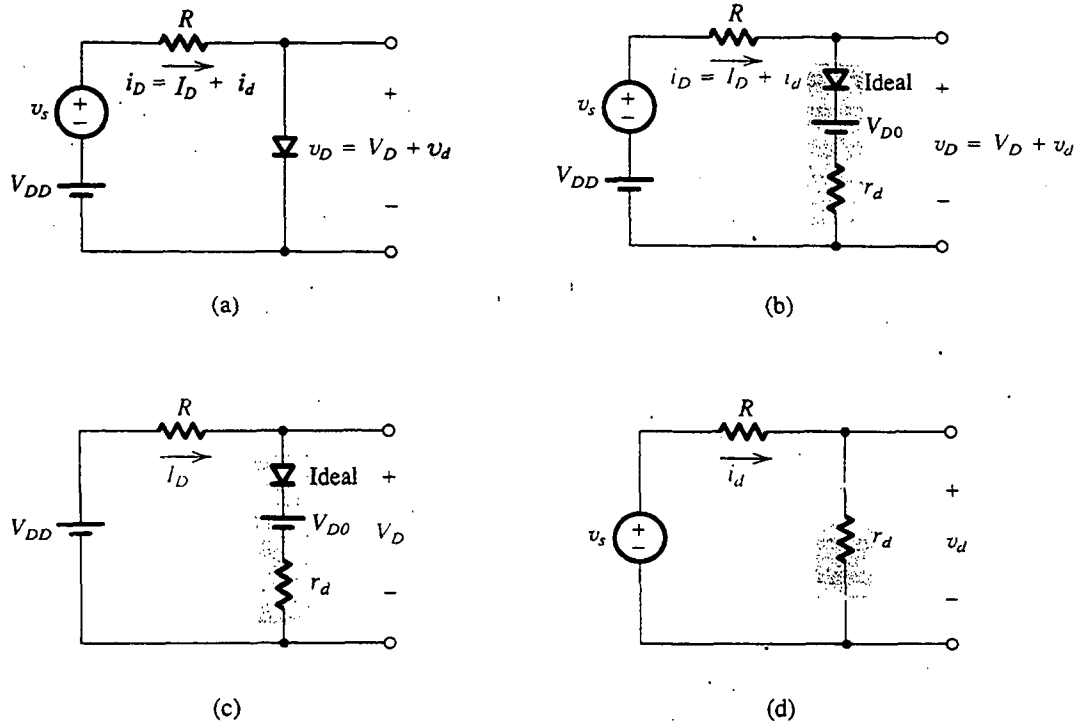 R
i_D = I_D + i_d
v_s
+
−
V_DD
+
v_D = V_D + v_d
−
(a)
R
i_D = I_D + i_d
Ideal
+
v_s
+
−
V_D0
v_D = V_D + v_d
V_DD
r_d
−
(b)
R
I_D
Ideal
+
V_DD
V_D0
V_D
r_d
−
(c)
R
i_d
+
v_s
+
−
r_d
v_d
−
(d)